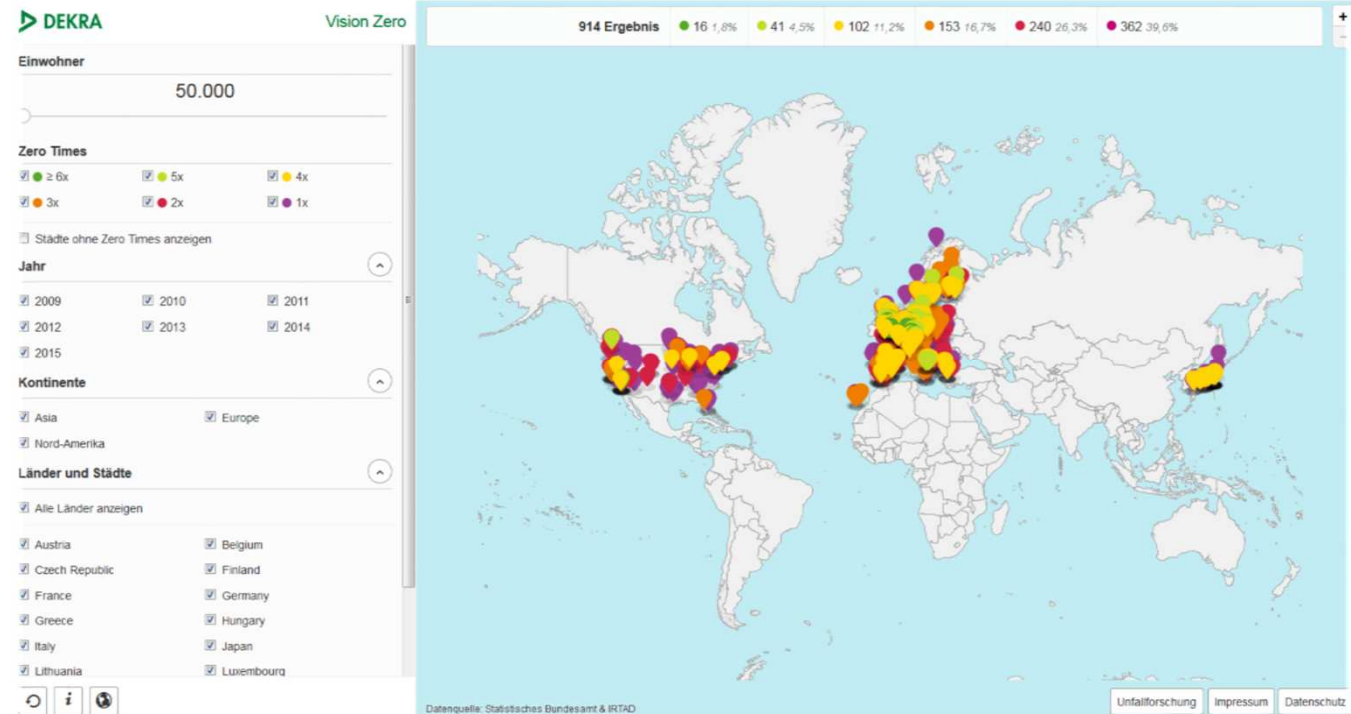 DEKRA Vision Zero
Einwohner
50.000
Zero Times
≥ 6x 5x 4x
3x 2x 1x
Städte ohne Zero Times anzeigen
Jahr
2009 2010 2011
2012 2013 2014
2015
Kontinente
Asia Europe
Nord-Amerika
Länder und Städte
Alle Länder anzeigen
Austria Belgium
Czech Republic Finland
France Germany
Greece Hungary
Italy Japan
Lithuania Luxembourg
i
914 Ergebnis 16 1,8% 41 4,5% 102 11,2% 153 16,7% 240 26,3% 362 39,6%
+
−
Datenquelle: Statistisches Bundesamt & IRTAD
Unfallforschung Impressum Datenschutz